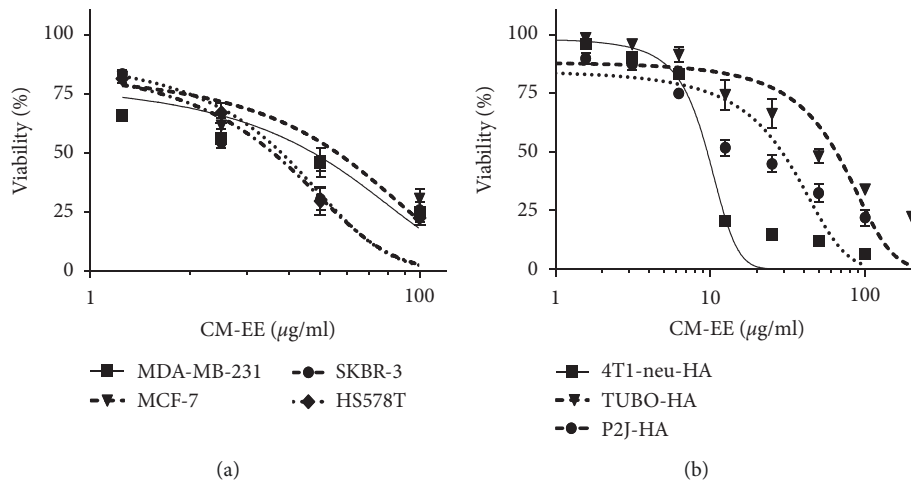 100
75
50
25
0
Viability (%)
1
100
CM-EE (μg/ml)
MDA-MB-231
MCF-7
SKBR-3
HS578T
(a)
100
75
50
25
0
Viability (%)
1
10
100
CM-EE (μg/ml)
4T1-neu-HA
TUBO-HA
P2J-HA
(b)